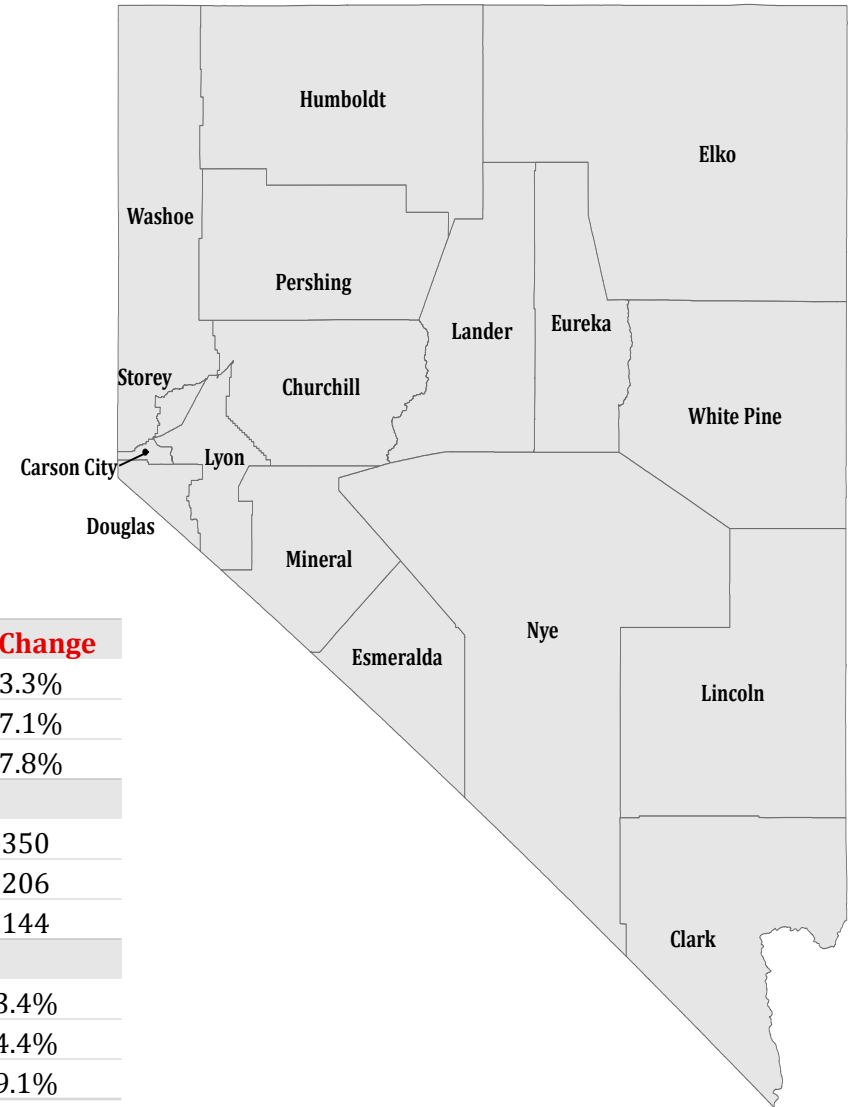 Humboldt
Elko
Washoe
Pershing
Lander
Eureka
Storey
Churchill
White Pine
Carson City
Lyon
Douglas
Mineral
Nye
Esmeralda
Lincoln
Clark
Change
3.3%
7.1%
7.8%
350
206
144
3.4%
4.4%
9.1%